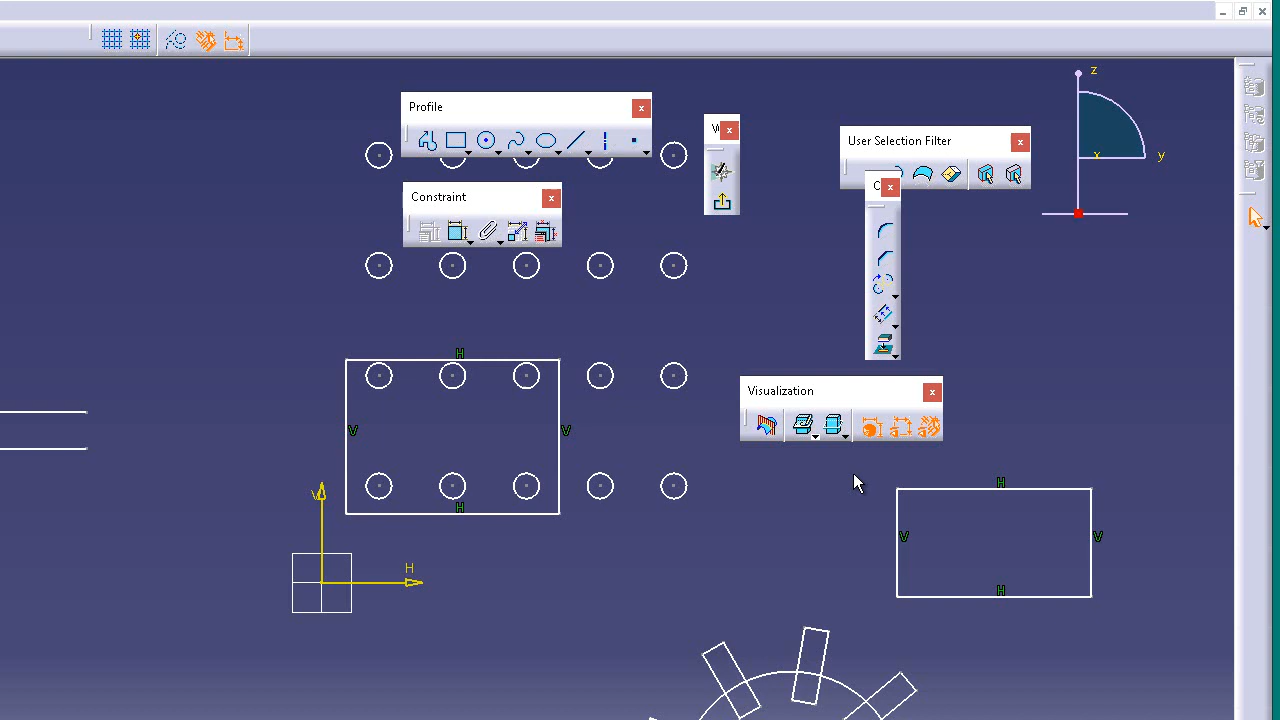 z
Profile
User Selection Filter
x
y
Constraint
H
Visualization
V
V
H
V
H
V
V
H
H